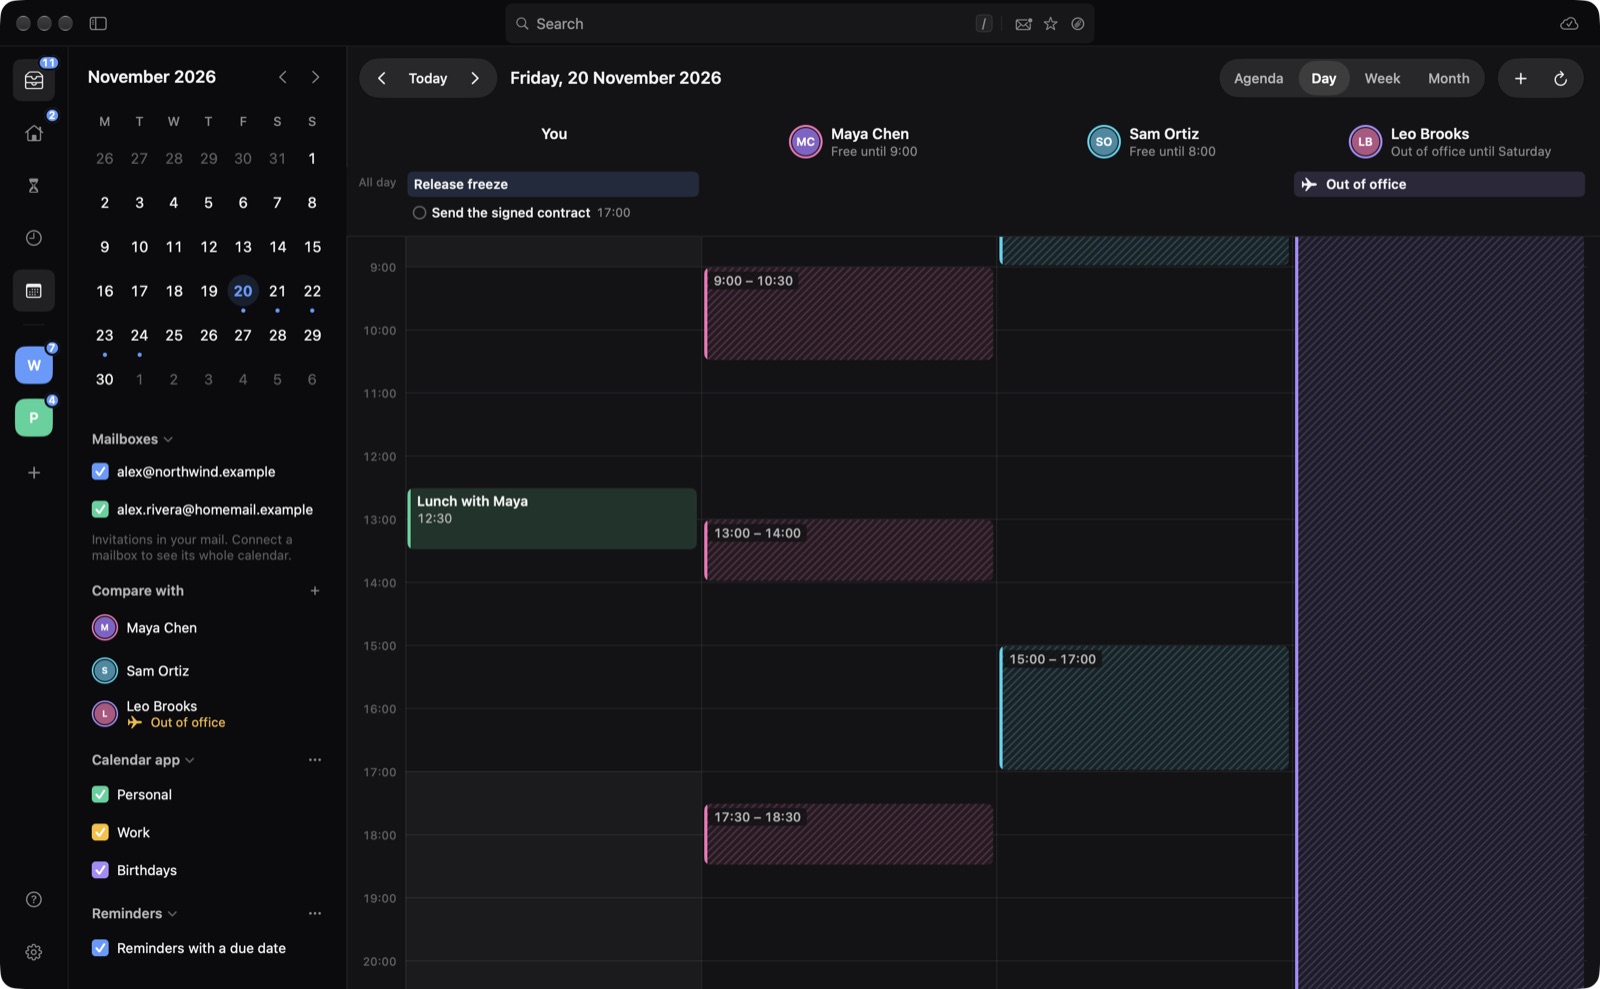 Search
/
11
2
7
4
W
P
November 2026
M T W T F S S
26 27 28 29 30 31 1
2 3 4 5 6 7 8
9 10 11 12 13 14 15
16 17 18 19 20 21 22
23 24 25 26 27 28 29
30 1 2 3 4 5 6
Mailboxes
alex@northwind.example
alex.rivera@homemail.example
Invitations in your mail. Connect a
mailbox to see its whole calendar.
Compare with
M Maya Chen
S Sam Ortiz
L Leo Brooks
Out of office
Calendar app
Personal
Work
Birthdays
Reminders
Reminders with a due date
Today
Friday, 20 November 2026
Agenda Day Week Month
You
MC Maya Chen
Free until 9:00
SO Sam Ortiz
Free until 8:00
LB Leo Brooks
Out of office until Saturday
All day
Release freeze
Send the signed contract 17:00
Out of office
9:00
10:00
11:00
12:00
13:00
14:00
15:00
16:00
17:00
18:00
19:00
20:00
Lunch with Maya
12:30
9:00 – 10:30
13:00 – 14:00
17:30 – 18:30
15:00 – 17:00